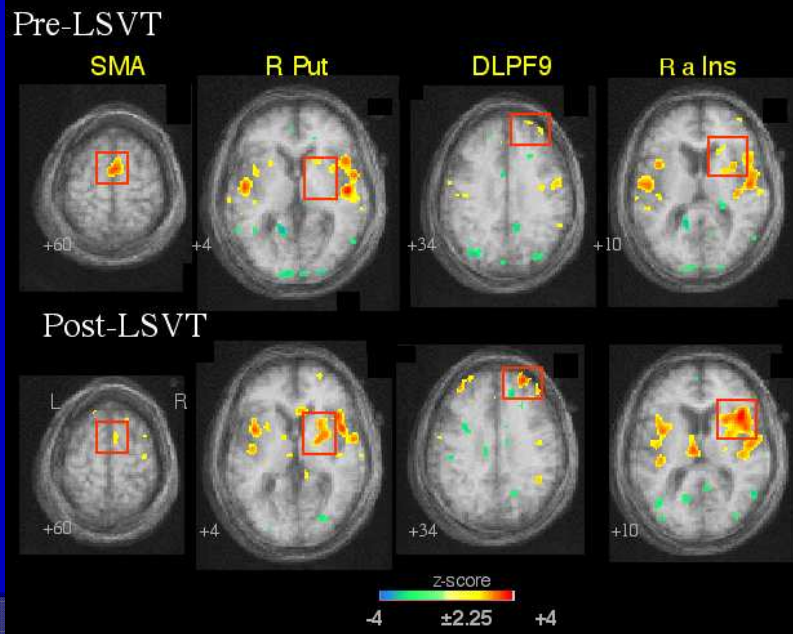 Pre-LSVT
SMA R Put DLPF9 R a Ins
+60 +4 +34 +10
Post-LSVT
L R
+60 +4 +34 +10
z-score
-4 ±2.25 +4